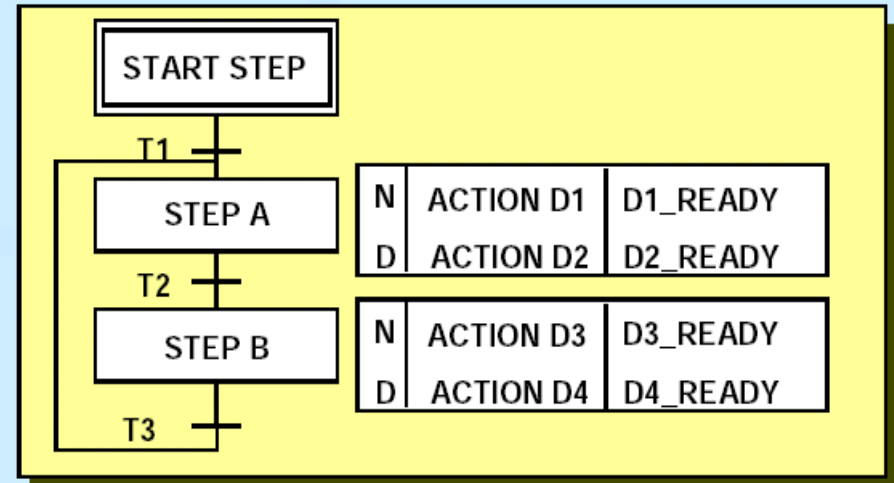 START STEP
T1
STEP A
N ACTION D1 D1_READY
D ACTION D2 D2_READY
T2
STEP B
N ACTION D3 D3_READY
D ACTION D4 D4_READY
T3